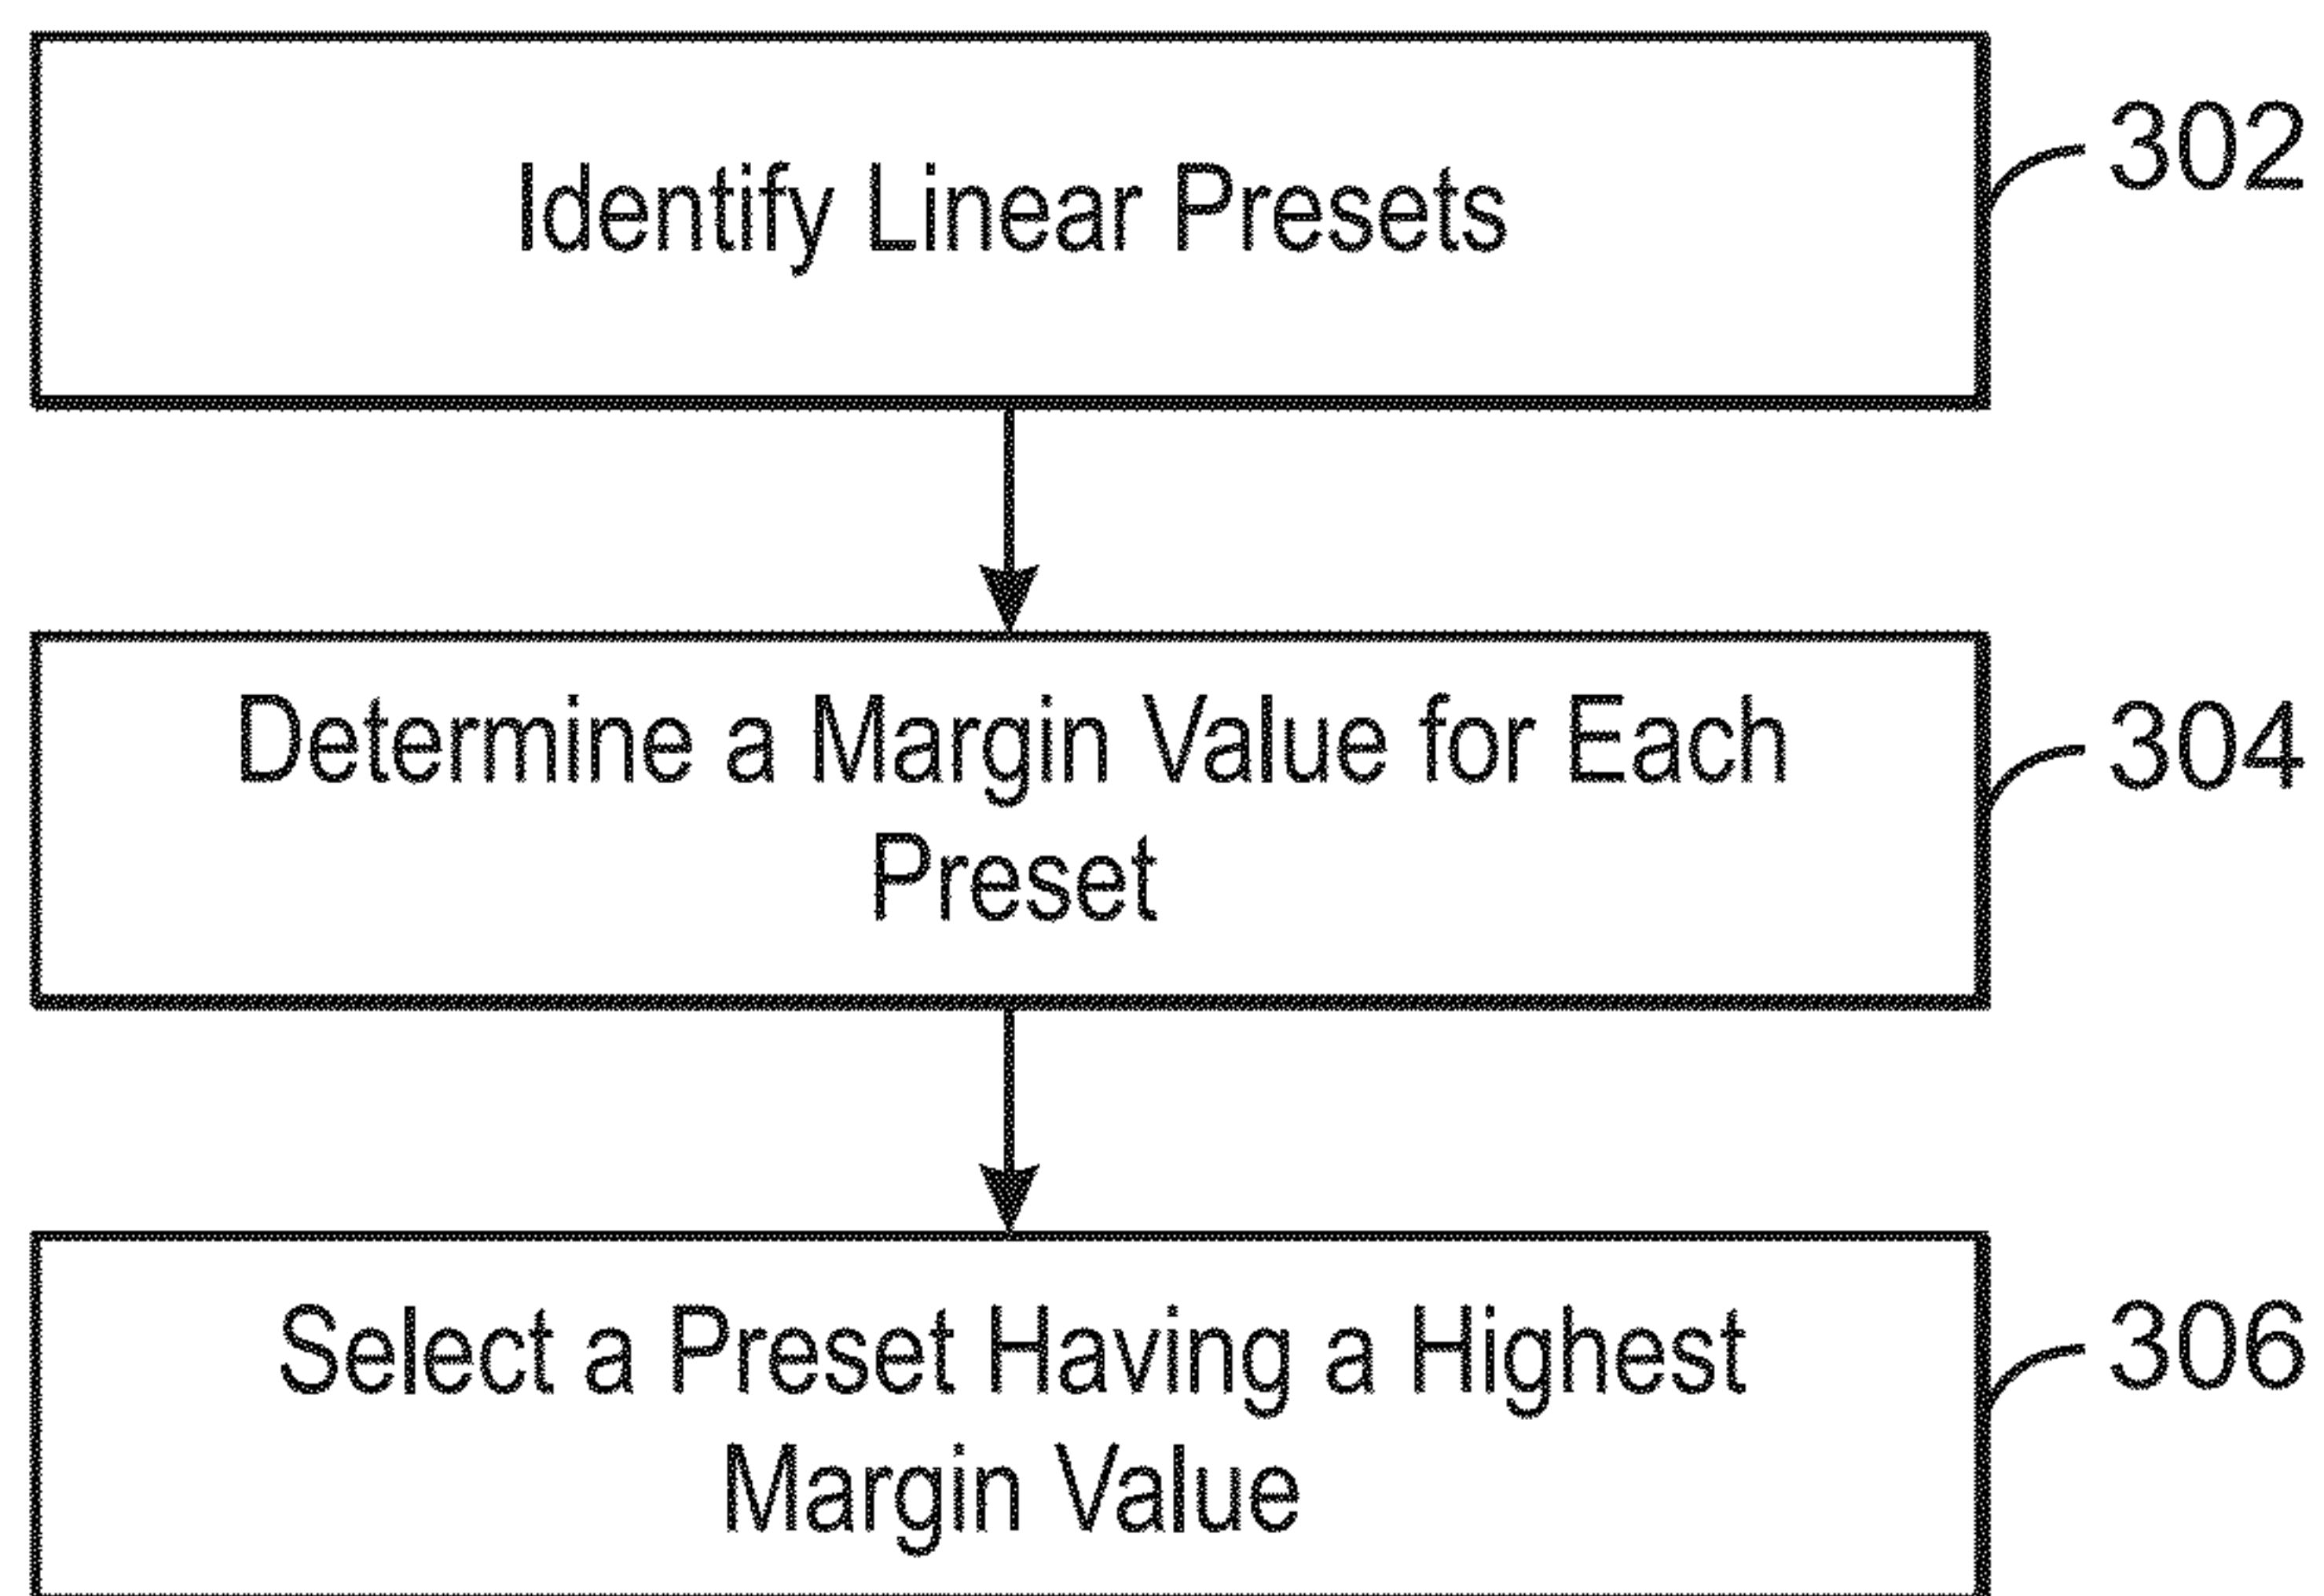 Identify Linear Presets
302
Determine a Margin Value for Each
Preset
304
Select a Preset Having a Highest
Margin Value
306